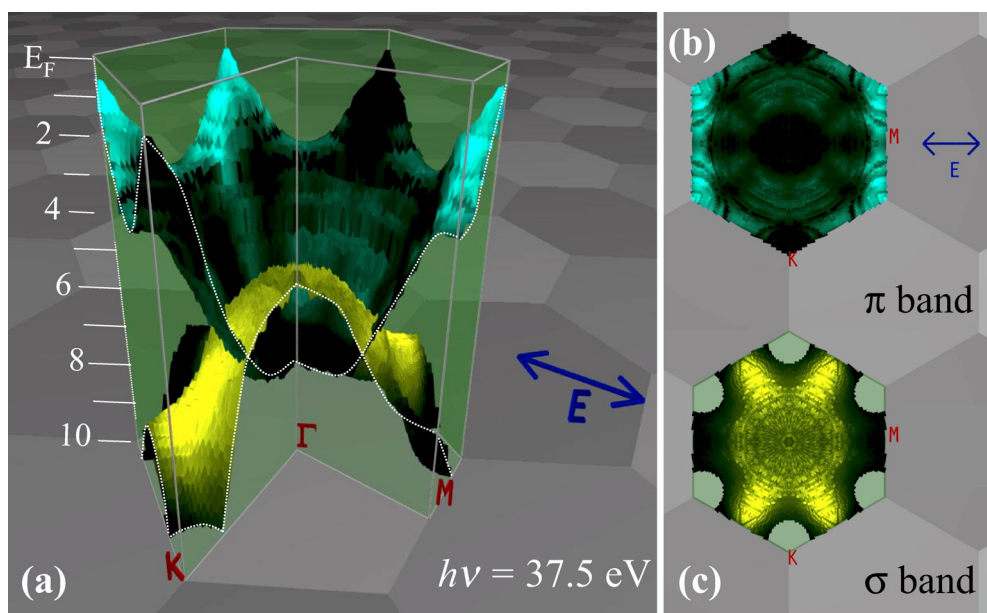 E_F
2
4
6
8
10
Γ
K
M
E
(a)
hν = 37.5 eV
(b)
M
E
K
π band
M
K
(c)
σ band